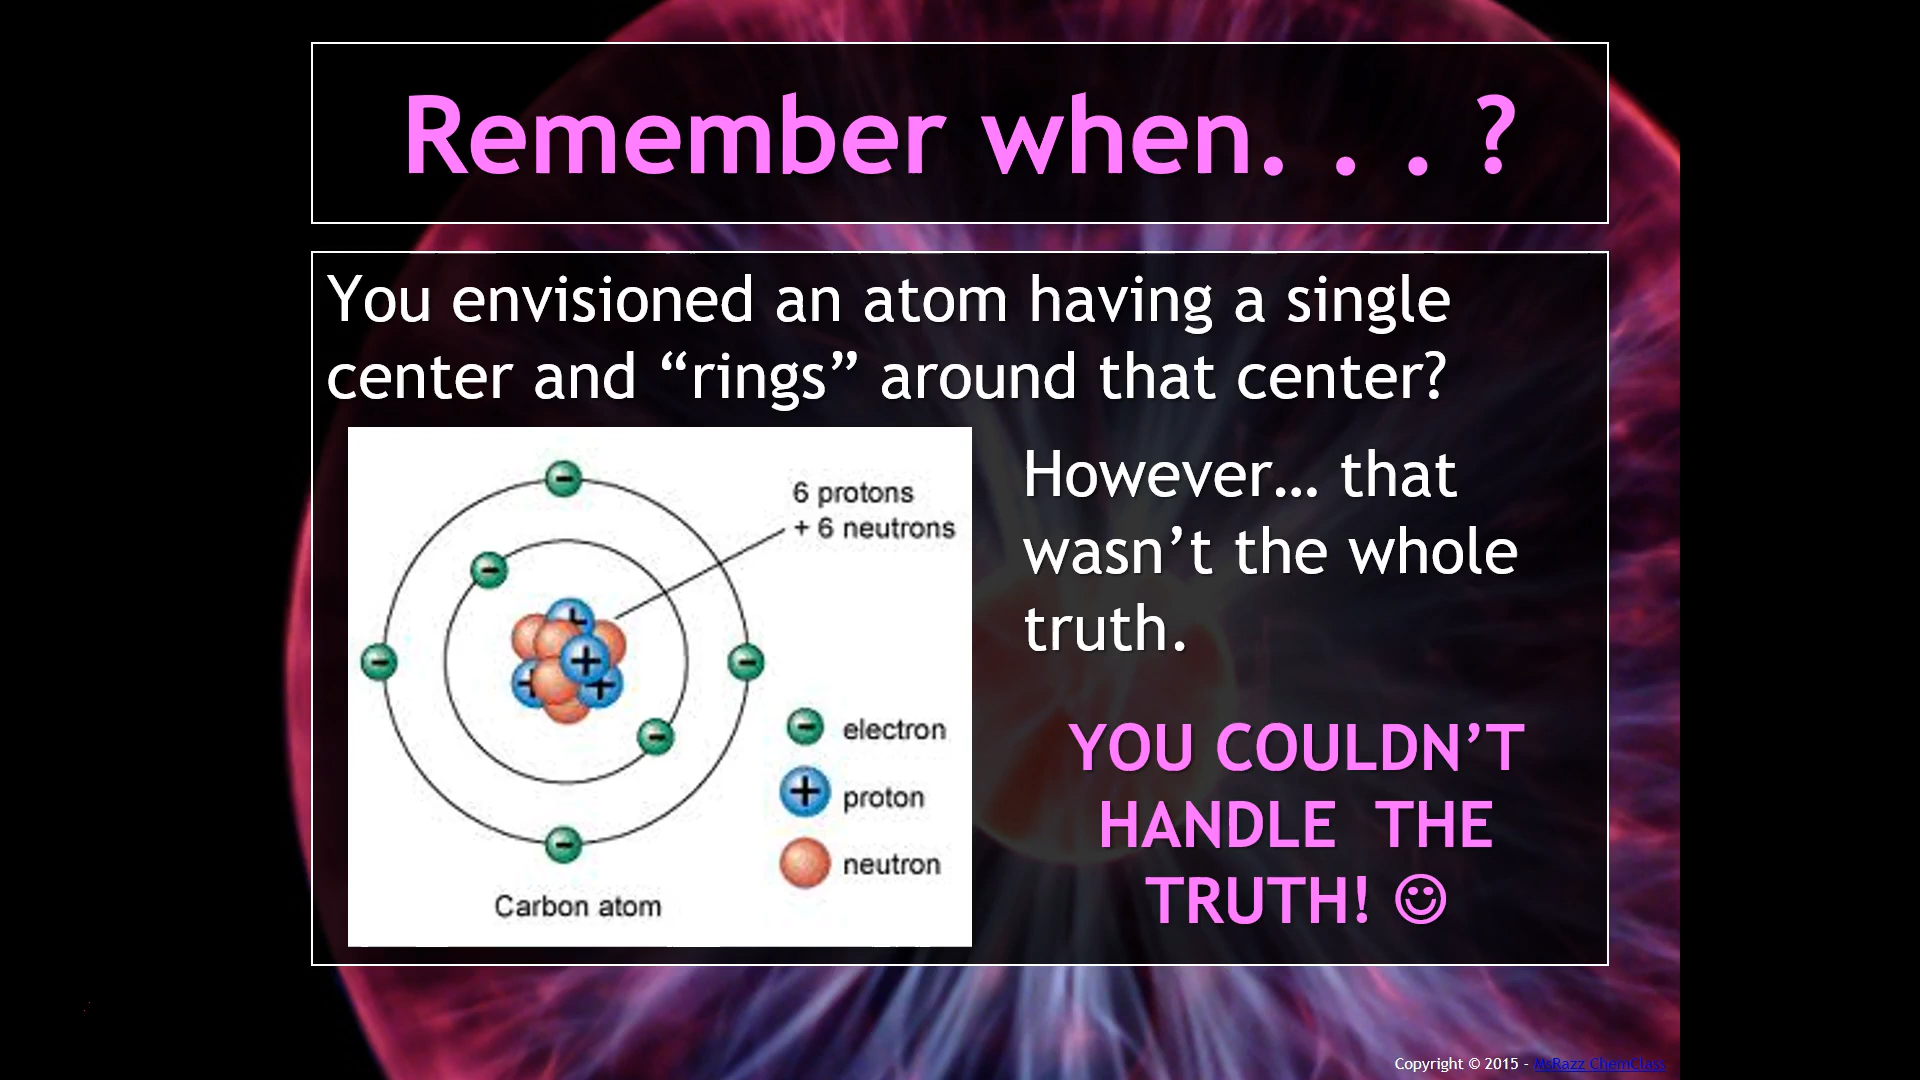 Remember when. . . ?
You envisioned an atom having a single
center and “rings” around that center?
6 protons
+ 6 neutrons
electron
proton
neutron
Carbon atom
However… that
wasn’t the whole
truth.
YOU COULDN’T
HANDLE THE
TRUTH! ☺
Copyright © 2015 - MsRazz ChemClass